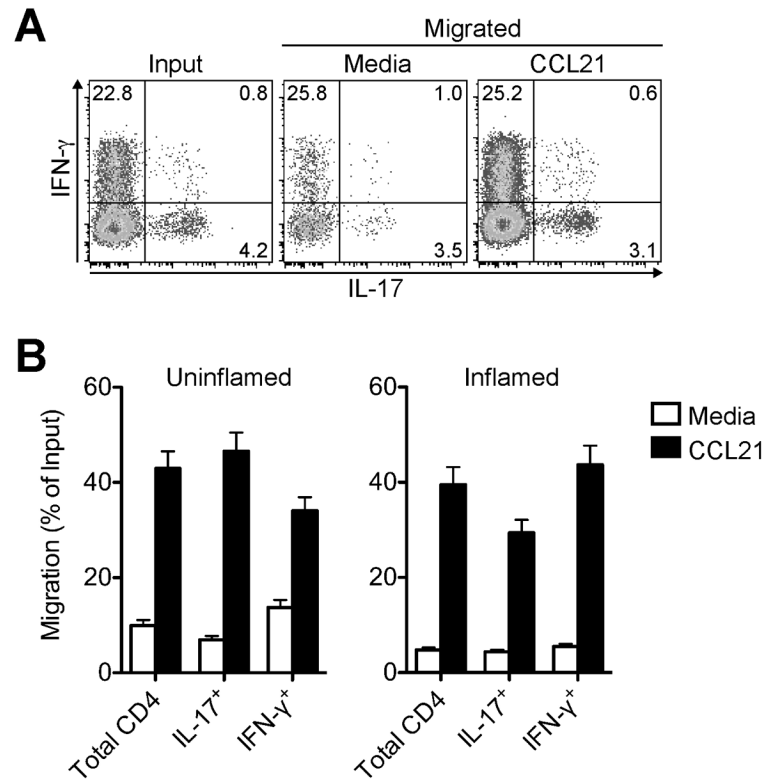 A
Migrated
Input
Media
CCL21
22.8 0.8
4.2
25.8 1.0
3.5
25.2 0.6
3.1
IFN-γ
IL-17
B
Uninflamed
Inflamed
Media
CCL21
Migration (% of Input)
60
40
20
0
Total CD4
IL-17+
IFN-γ+
60
40
20
0
Total CD4
IL-17+
IFN-γ+